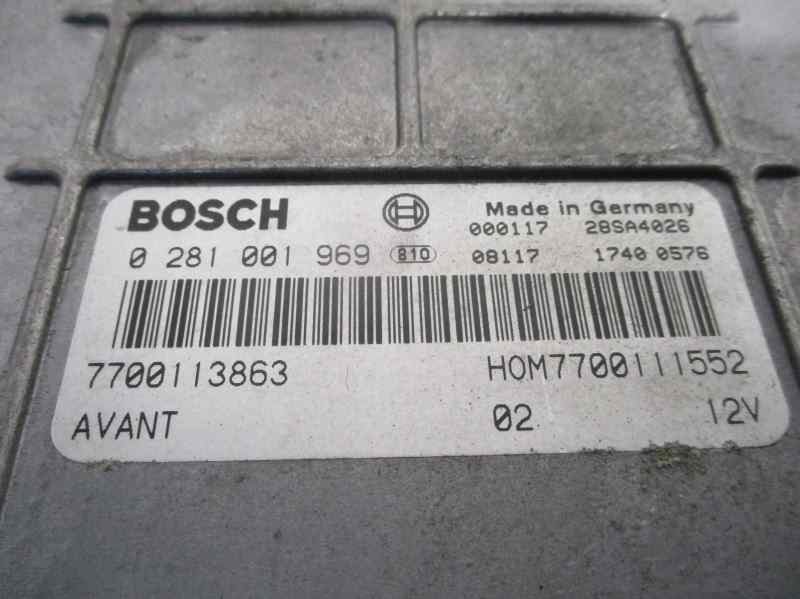 BOSCH Made in Germany
000117 28SA4026
0 281 001 969 810 08117 1740 0576
7700113863 HOM7700111552
AVANT 02 12V